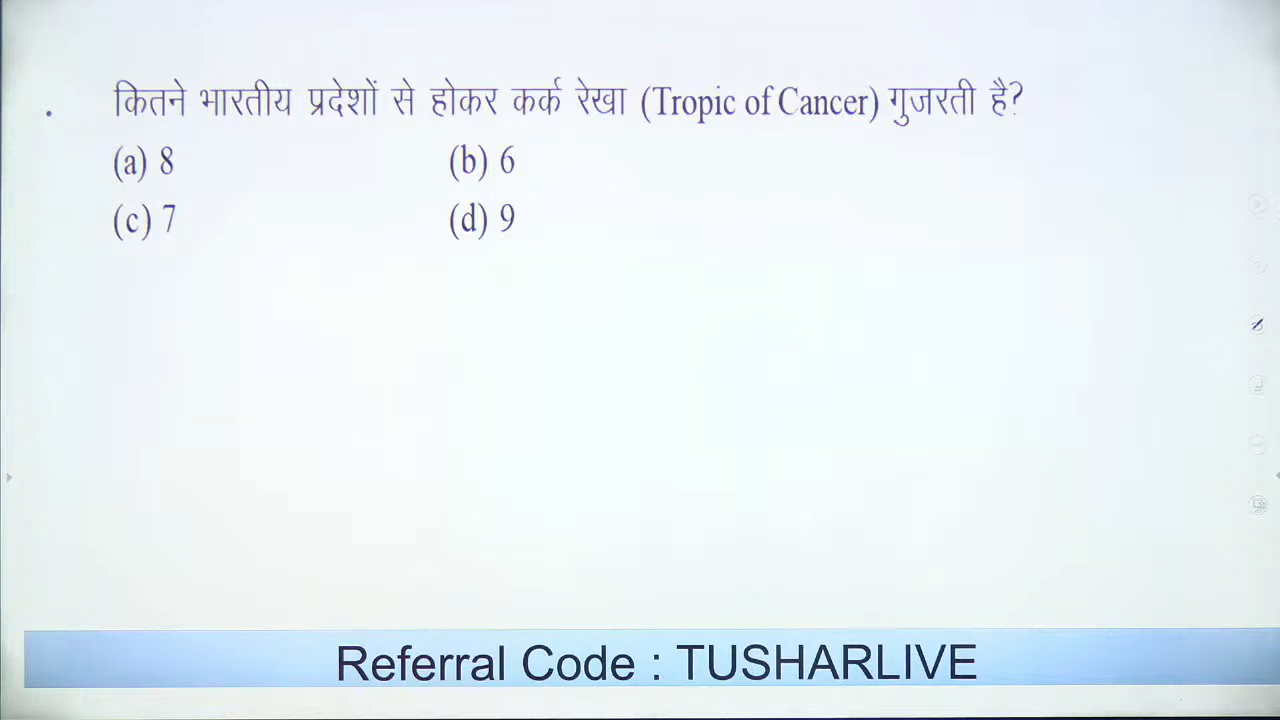 . कितने भारतीय प्रदेशों से होकर कर्क रेखा (Tropic of Cancer) गुजरती है?
(a) 8 (b) 6
(c) 7 (d) 9
Referral Code : TUSHARLIVE